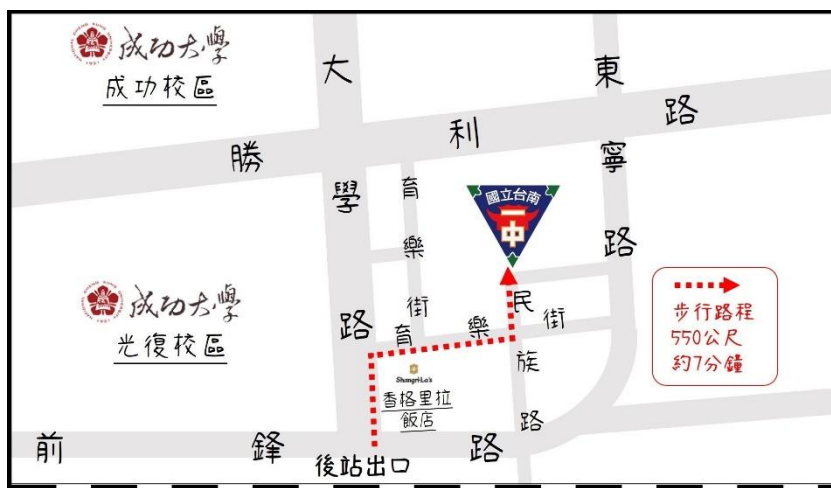 成功大學
成功校區
大學路
東寧路
勝利路
育樂街
國立台南
一中
成功大學
光復校區
育樂街
民族路
步行路程
550公尺
約7分鐘
Shangri-La's
香格里拉
飯店
前鋒路
後站出口